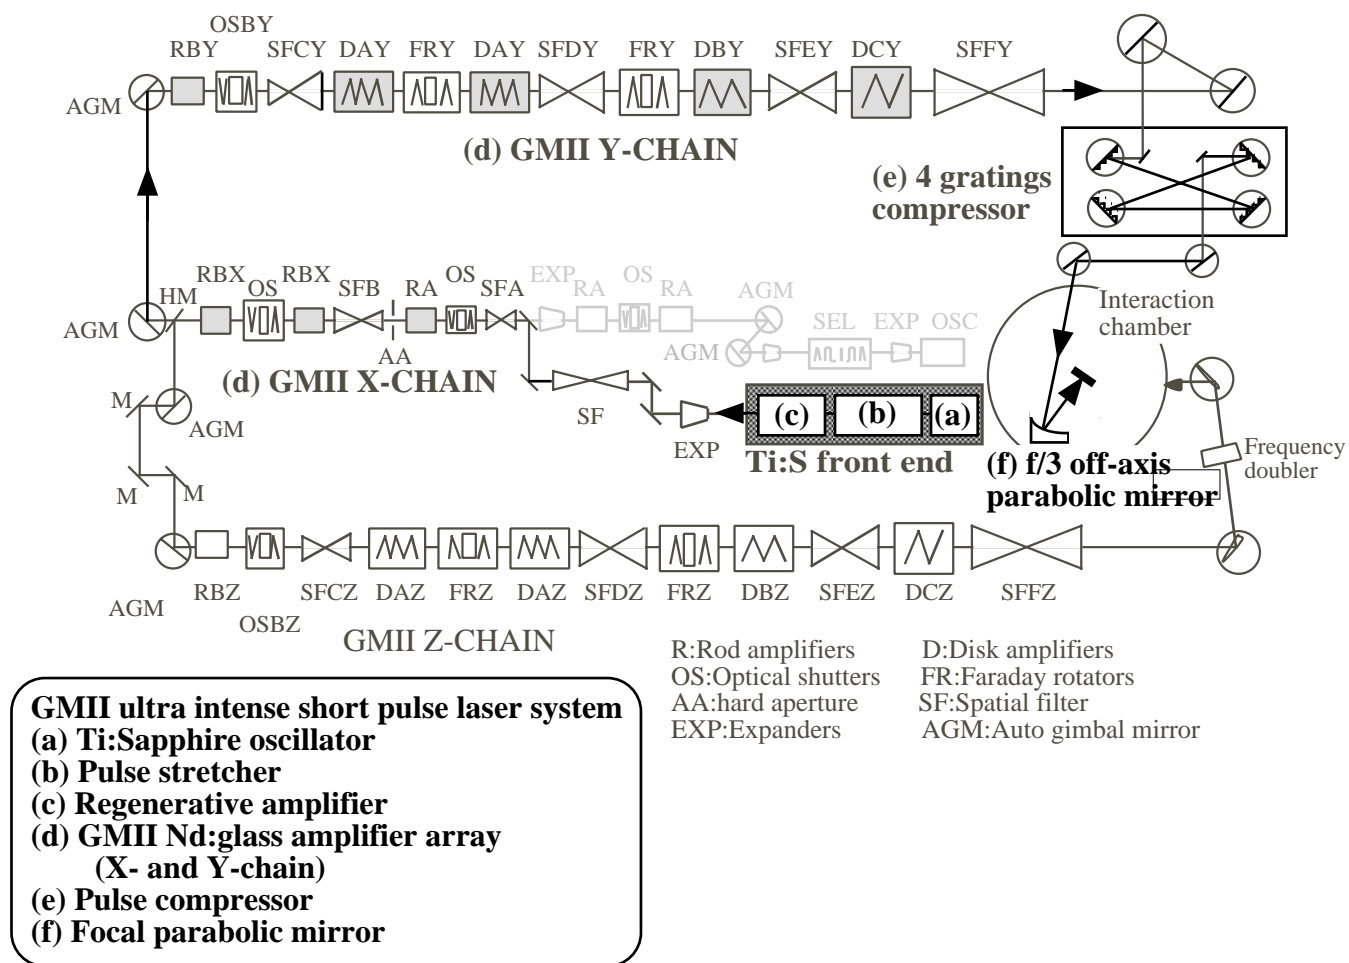 OSBY
RBY SFCY DAY FRY DAY SFDY FRY DBY SFEY DCY SFFY
AGM
(d) GMII Y-CHAIN
(e) 4 gratings
compressor
HM RBX OS RBX SFB RA OS SFA EXP RA OS RA AGM
AGM
AA
AGM SEL EXP OSC
Interaction
chamber
(d) GMII X-CHAIN
M
AGM
SF
EXP
(c) (b) (a)
Ti:S front end
(f) f/3 off-axis
parabolic mirror
Frequency
doubler
M M
AGM
RBZ OSBZ SFCZ DAZ FRZ DAZ SFDZ FRZ DBZ SFEZ DCZ SFFZ
GMII Z-CHAIN
R:Rod amplifiers D:Disk amplifiers
OS:Optical shutters FR:Faraday rotators
AA:hard aperture SF:Spatial filter
EXP:Expanders AGM:Auto gimbal mirror
GMII ultra intense short pulse laser system
(a) Ti:Sapphire oscillator
(b) Pulse stretcher
(c) Regenerative amplifier
(d) GMII Nd:glass amplifier array
(X- and Y-chain)
(e) Pulse compressor
(f) Focal parabolic mirror